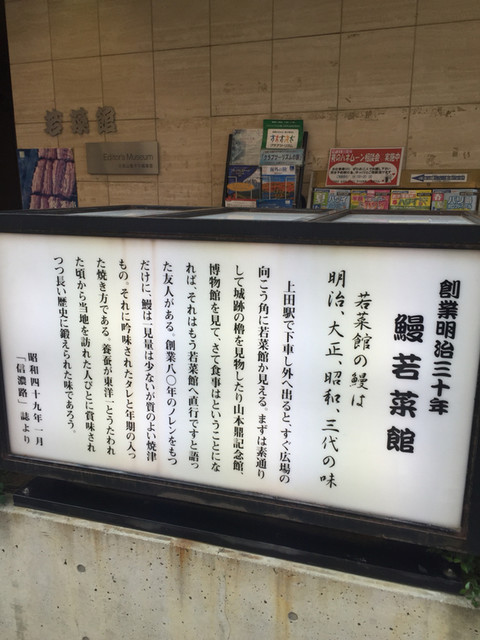 若菜館
Editors Museum
創業明治三十年
鰻若菜館
若菜館の鰻は
明治、大正、昭和、三代の味
上田駅で下車し外へ出ると、すぐ広場の
向こう角に若菜館が見える。まずは素通り
して城跡の櫓を見物したり山本鼎記念館、
博物館を見て、さて食事はということにな
れば、それはもう若菜館へ直行ですと語っ
た友人がある。創業八〇年のノレンをもつ
だけに、鰻は一見量は少ないが質のよい焼津
もの。それに吟味されたタレと年期の入っ
た焼き方である。養蚕が東洋一とうたわれ
た頃から当地を訪れた人びとに賞味され
つつ長い歴史に鍛えられた味であろう。
昭和四十九年一月
「信濃路」誌より